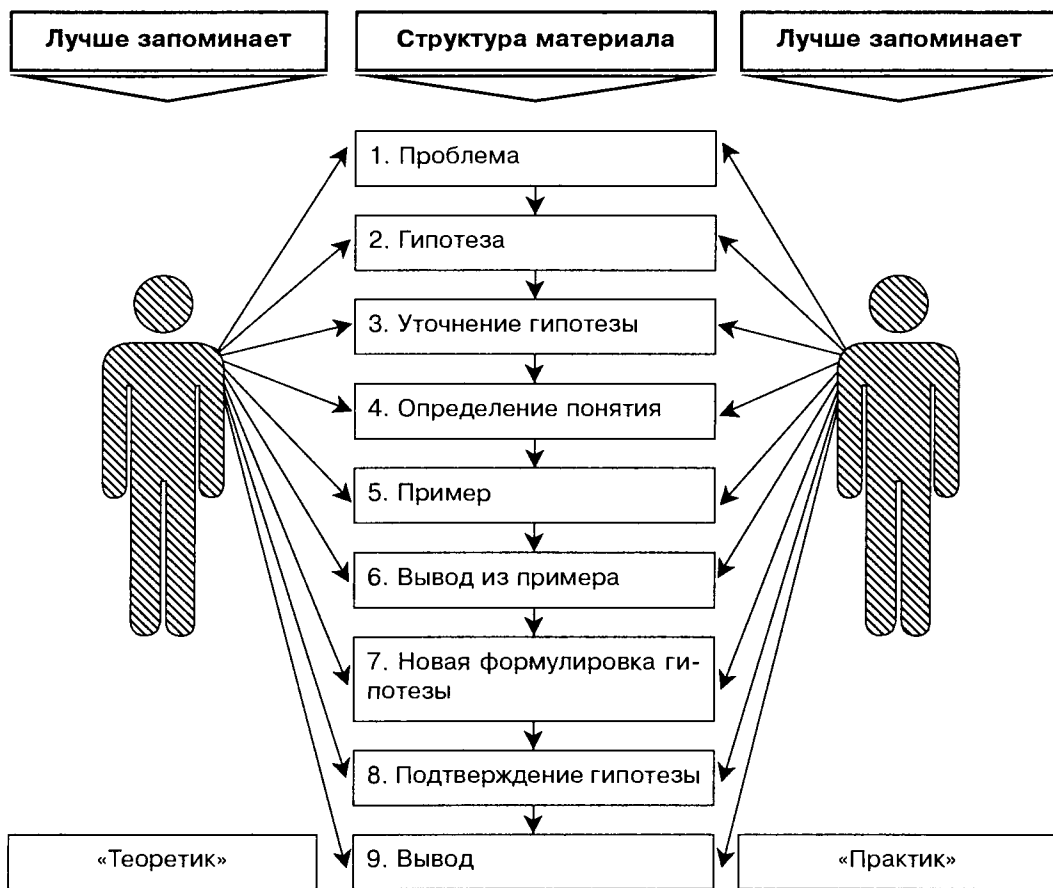 Лучше запоминает
Структура материала
Лучше запоминает
1. Проблема
2. Гипотеза
3. Уточнение гипотезы
4. Определение понятия
5. Пример
6. Вывод из примера
7. Новая формулировка ги-
потезы
8. Подтверждение гипотезы
«Теоретик»
9. Вывод
«Практик»